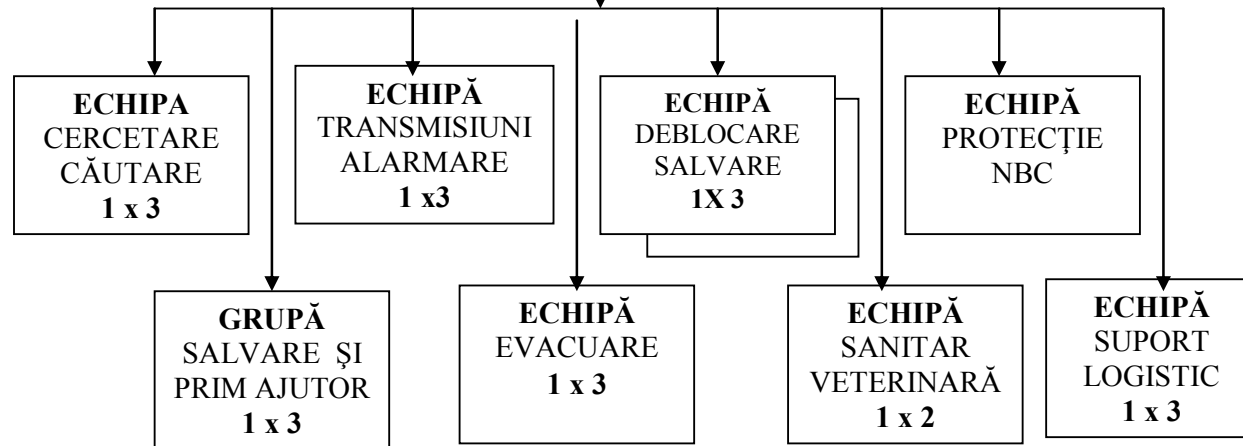 ECHIPA
CERCETARE
CĂUTARE
1 x 3
ECHIPĂ
TRANSMISIUNI
ALARMARE
1 x3
ECHIPĂ
DEBLOCARE
SALVARE
1X 3
ECHIPĂ
PROTECŢIE
NBC
GRUPĂ
SALVARE ŞI
PRIM AJUTOR
1 x 3
ECHIPĂ
EVACUARE
1 x 3
ECHIPĂ
SANITAR
VETERINARĂ
1 x 2
ECHIPĂ
SUPORT
LOGISTIC
1 x 3